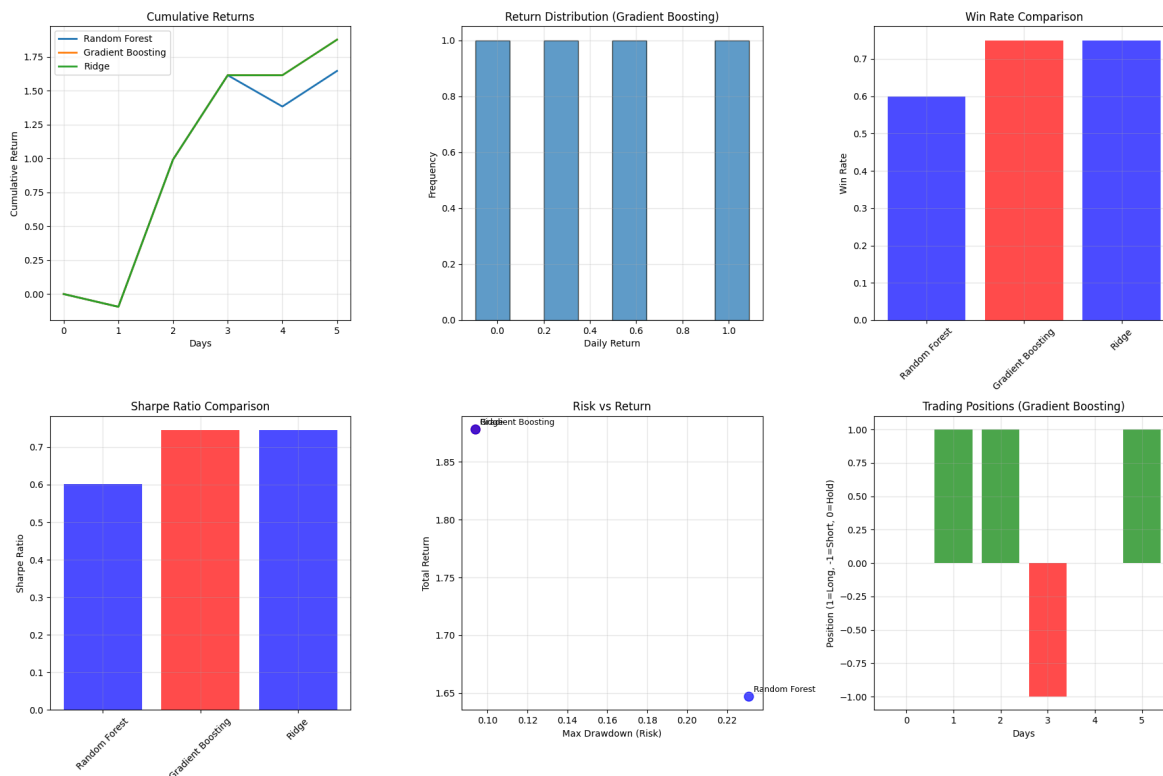 Cumulative Returns
Random Forest
Gradient Boosting
Ridge
Cumulative Return
1.75
1.50
1.25
1.00
0.75
0.50
0.25
0.00
0 1 2 3 4 5
Days
Return Distribution (Gradient Boosting)
Frequency
1.0
0.8
0.6
0.4
0.2
0.0
0.0 0.2 0.4 0.6 0.8 1.0
Daily Return
Win Rate Comparison
Win Rate
0.7
0.6
0.5
0.4
0.3
0.2
0.1
0.0
Random Forest
Gradient Boosting
Ridge
Sharpe Ratio Comparison
Sharpe Ratio
0.7
0.6
0.5
0.4
0.3
0.2
0.1
0.0
Random Forest
Gradient Boosting
Ridge
Risk vs Return
Total Return
1.85
1.80
1.75
1.70
1.65
Ridge
Gradient Boosting
Random Forest
0.10 0.12 0.14 0.16 0.18 0.20 0.22
Max Drawdown (Risk)
Trading Positions (Gradient Boosting)
Position (1=Long, -1=Short, 0=Hold)
1.00
0.75
0.50
0.25
0.00
−0.25
−0.50
−0.75
−1.00
0 1 2 3 4 5
Days